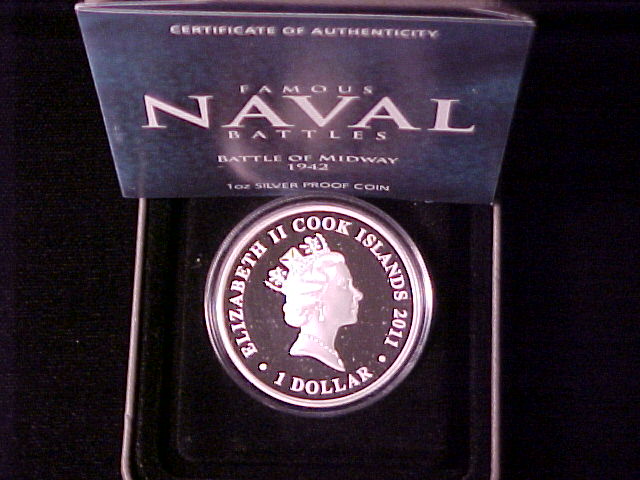 CERTIFICATE OF AUTHENTICITY
FAMOUS
NAVAL
BATTLES
BATTLE OF MIDWAY
1942
1oz SILVER PROOF COIN
ELIZABETH II COOK ISLANDS 2011
• 1 DOLLAR •